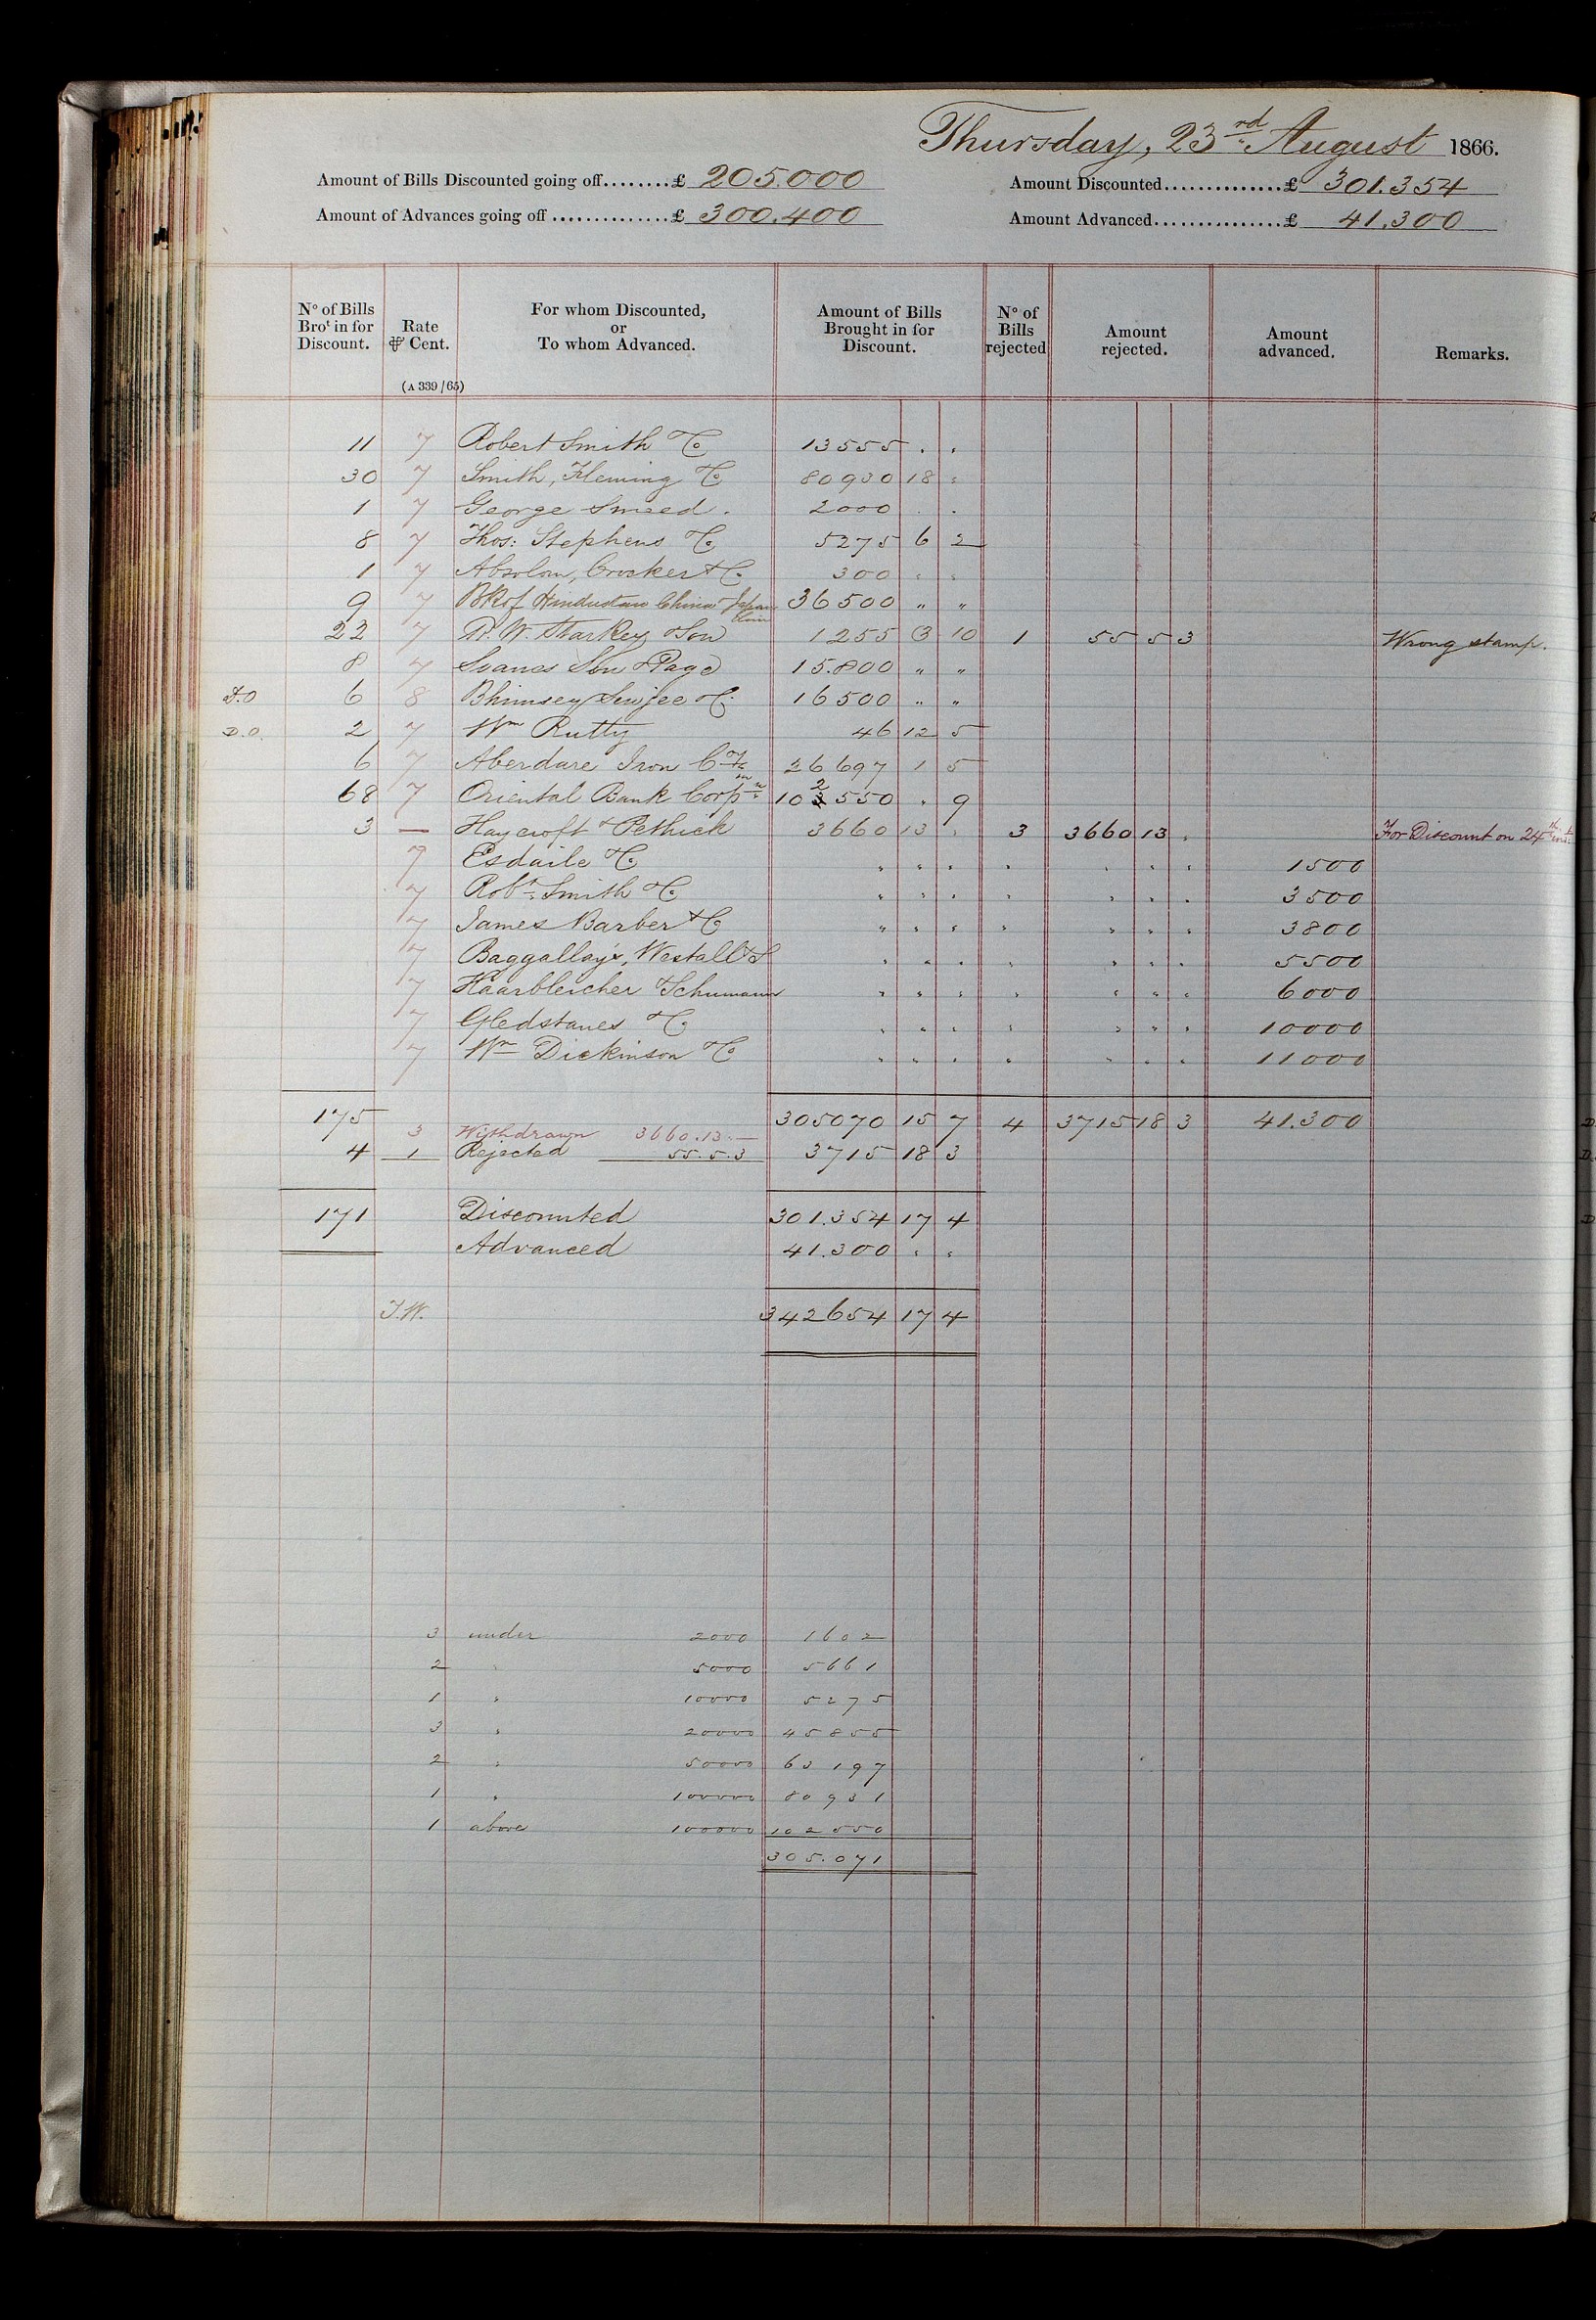 Thursday, 23rd August 1866.
Amount of Bills Discounted going off........£ 205.000 Amount Discounted..............£ 301.354
Amount of Advances going off ..............£ 300.400 Amount Advanced...............£ 41.300
No of Bills Brot in for Discount. Rate ⅌ Cent. For whom Discounted, or To whom Advanced. Amount of Bills Brought in for Discount. No of Bills rejected Amount rejected. Amount advanced. Remarks.
(A 339/65)
11 7 Robert Smith & Co 13555 . .
30 7 Smith, Fleming & Co 80930 18 "
1 7 George Smeed . 2000 . .
8 7 Thos: Stephens & Co 5275 6 2
1 7 Absolom, Crocker & Co 300 " "
9 7 Bk of Hindustan China & Japan 36500 " "
22 7 Starkey & Son 1255 3 10 1 55 5 3 Wrong stamp.
8 7 Son & Page 15.800 " "
D.O 6 8 & Co 16500 " "
D.O. 2 7 Wm Rutty 46 12 5
6 7 Aberdare Iron Coy 26697 1 5
68 7 Oriental Bank Corpn 102550 " 9
3 — Haycroft & Pethick 3660 13 " 3 3660 13 " For Discount on 24th inst
7 Esdaile & Co " " " " " " " 1500
7 Robt Smith & Co " " " " " " " 3500
7 James Barber & Co " " " " " " " 3800
7 Baggallays, Westall & S " " " " " " " 5500
7 Haarbleicher & Schumann " " " " " " " 6000
7 Gledstanes & Co " " " " " " " 10000
7 Wm Dickinson & Co " " " " " " " 11000
175 305070 15 7 4 3715 18 3 41.300
3 Withdrawn 3660.13.—
4 1 Rejected 55.5.3 3715 18 3
171 Discounted 301.354 17 4
Advanced 41.300 " "
342654 17 4
3 under 2000 1602
2 " 5000 5661
1 " 10000 5275
3 " 20000 45855
2 " 50000 63197
1 " 100000 80931
1 above 100000 102550
305.071